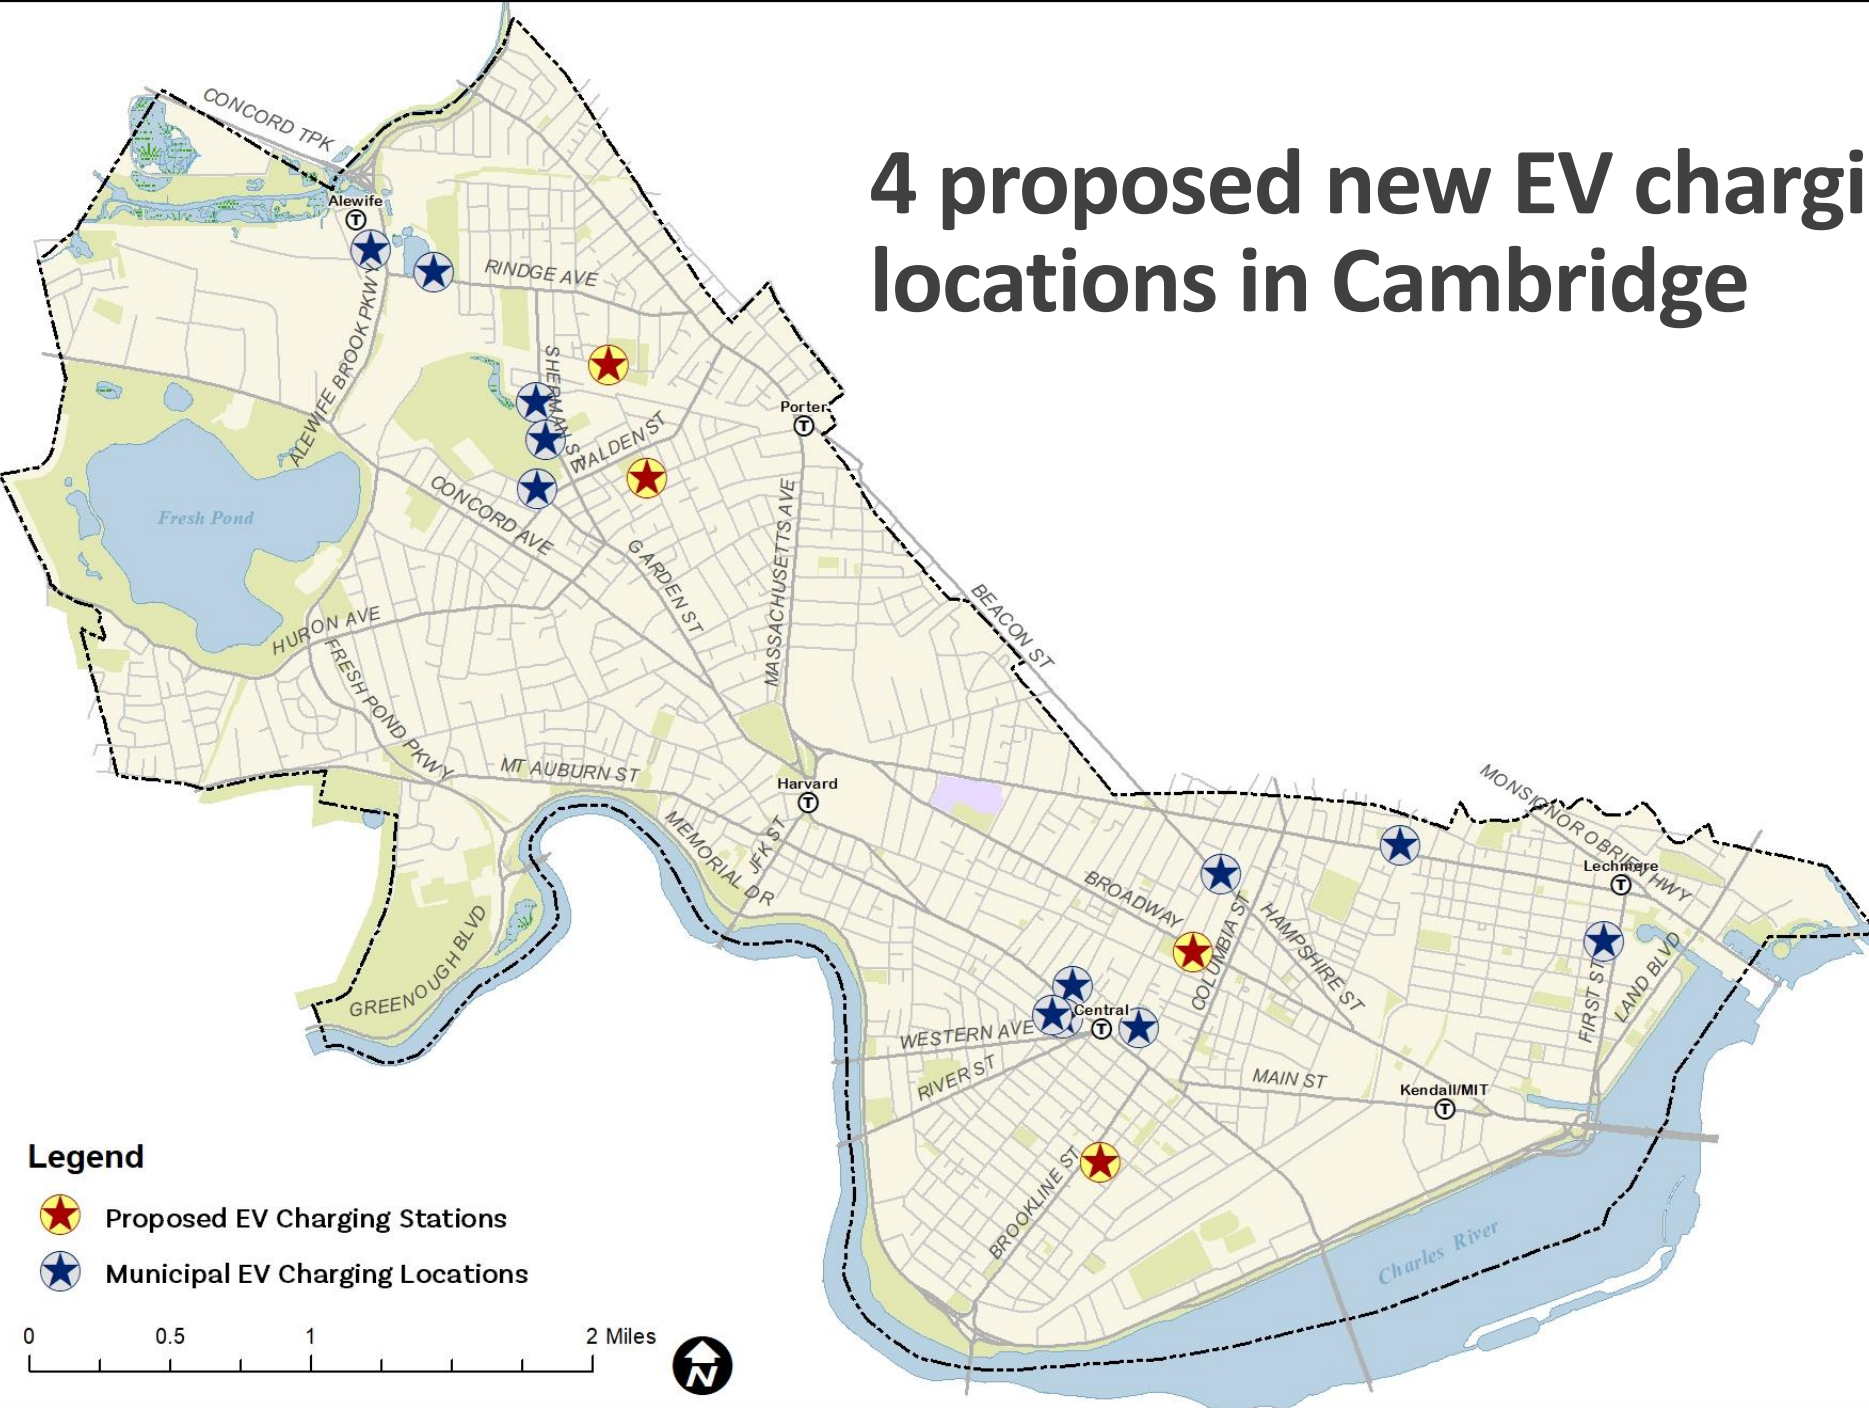 4 proposed new EV chargi
locations in Cambridge
CONCORD TPK
Alewife
T
RINDGE AVE
ALEWIFE BROOK PKWY
SHERMAN ST
WALDEN ST
Porter
T
Fresh Pond
CONCORD AVE
GARDEN ST
MASSACHUSETTS AVE
BEACON ST
HURON AVE
FRESH POND PKWY
MT AUBURN ST
Harvard
T
MEMORIAL DR
JFK ST
GREENOUGH BLVD
MONSIGNOR OBRIEN HWY
Lechmere
T
BROADWAY
COLUMBIA ST
HAMPSHIRE ST
FIRST ST
LAND BLVD
Central
T
WESTERN AVE
RIVER ST
MAIN ST
Kendall/MIT
T
BROOKLINE ST
Charles River
Legend
Proposed EV Charging Stations
Municipal EV Charging Locations
0 0.5 1 2 Miles
N